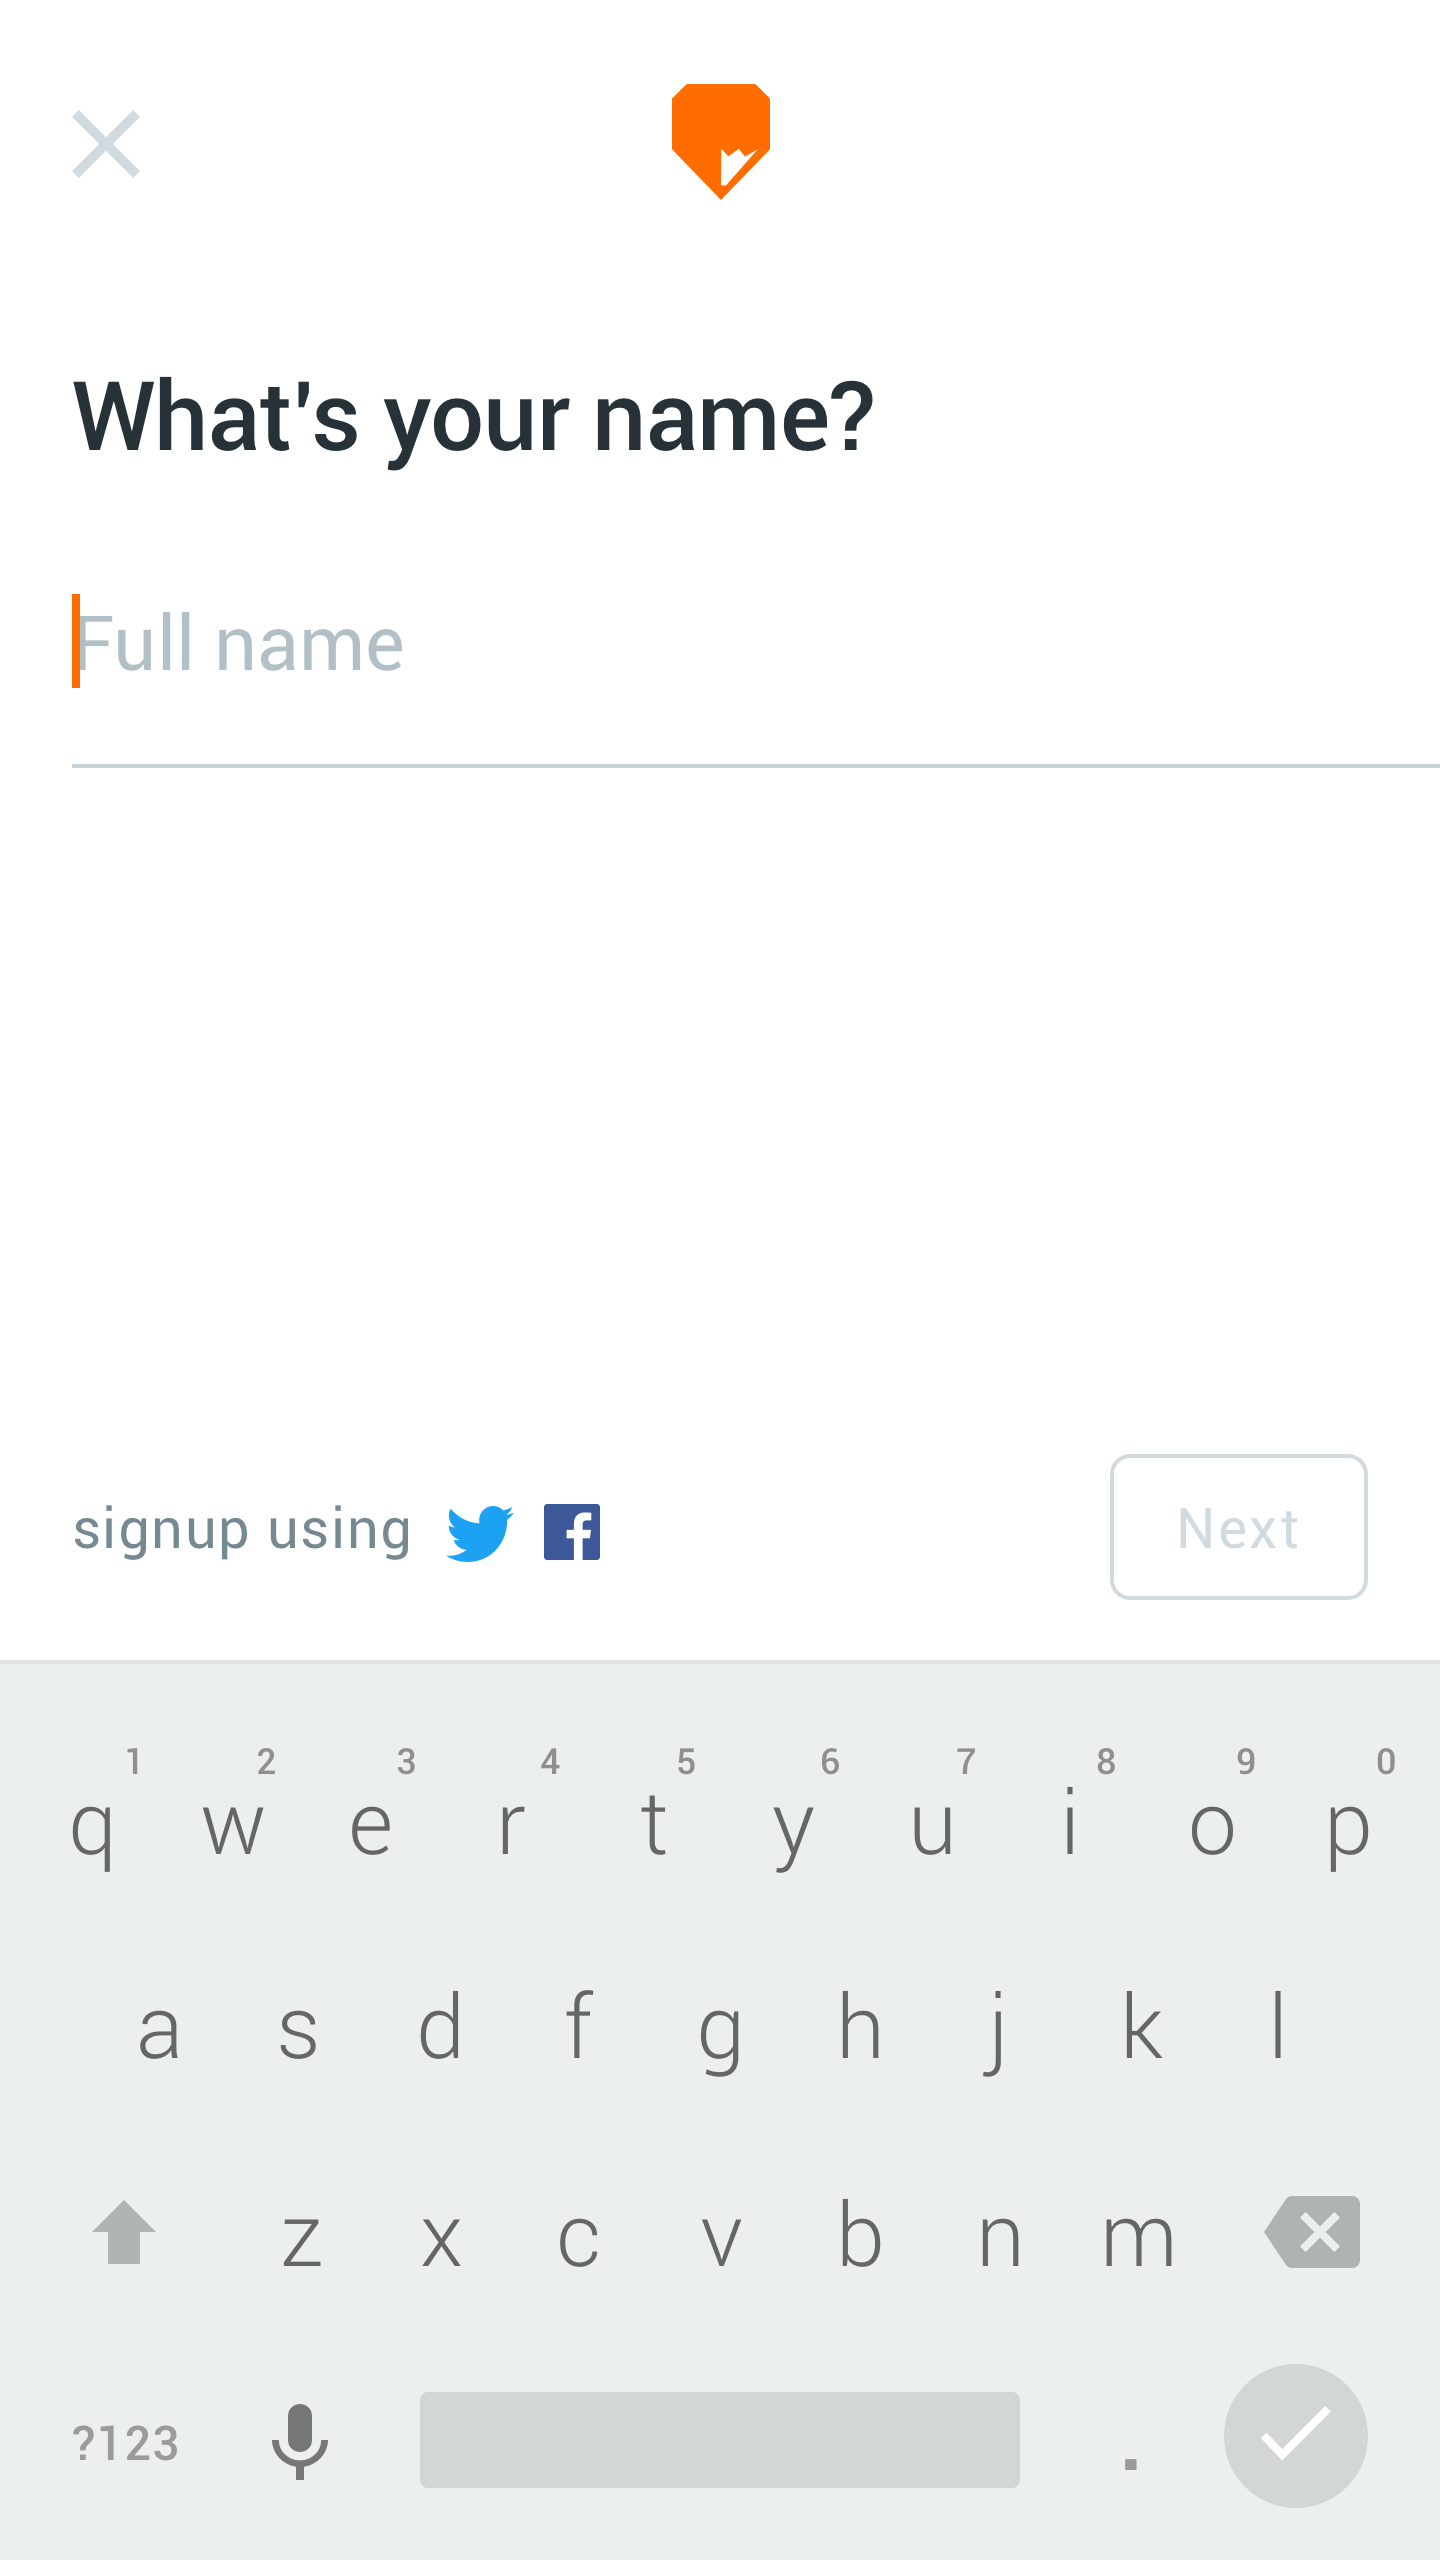 What's your name?
Full name
signup using
Next
1 2 3 4 5 6 7 8 9 0
q w e r t y u i o p
a s d f g h j k l
z x c v b n m
?123 .